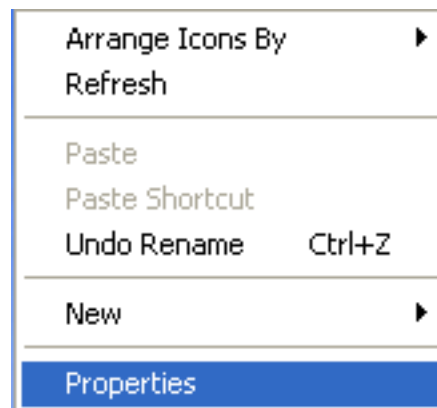 Arrange Icons By
Refresh
Paste
Paste Shortcut
Undo Rename Ctrl+Z
New
Properties